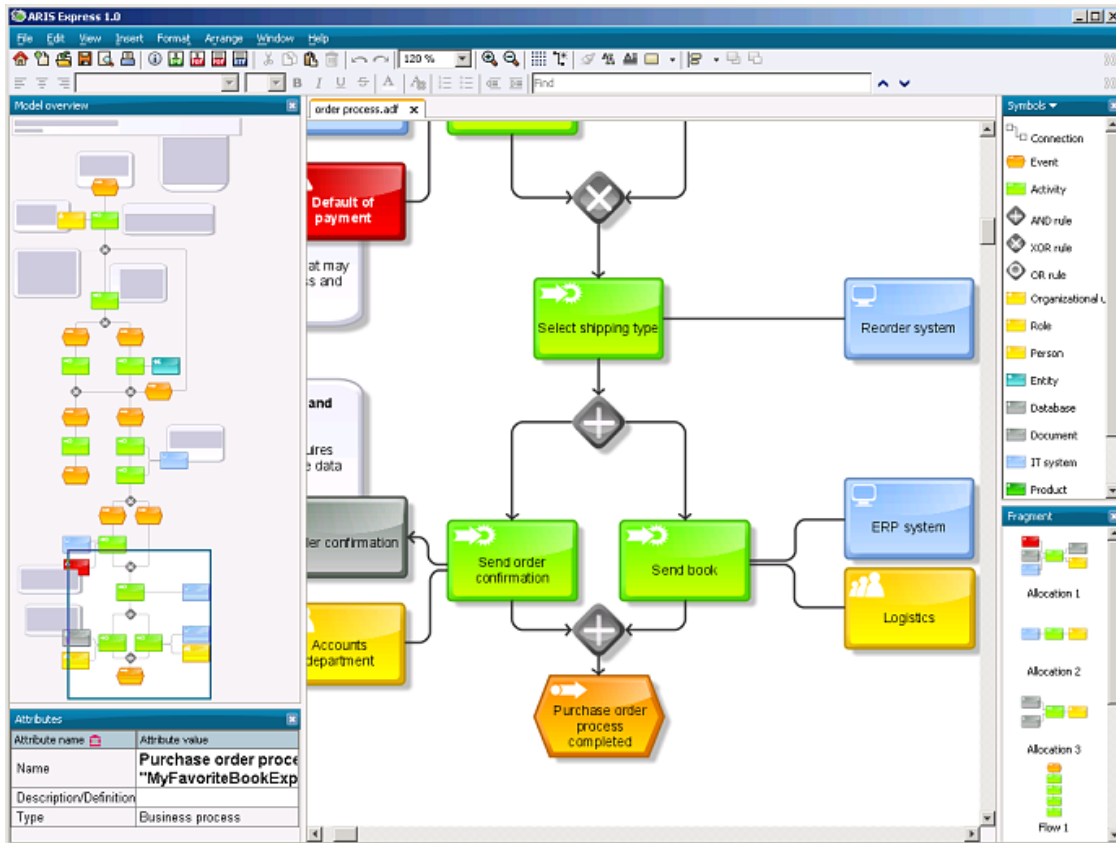 ARIS Express 1.0
File Edit View Insert Format Arrange Window Help
120 %
B I U S A
Find
Model overview
order process.adf
Symbols
Connection
Event
Activity
AND rule
XOR rule
OR rule
Organizational u
Role
Person
Entity
Database
Document
IT system
Product
Default of
payment
at may
s and
Select shipping type
Reorder system
and
uires
e data
ler confirmation
Send order
confirmation
Send book
ERP system
Logistics
Accounts
department
Purchase order
process
completed
Fragment
Allocation 1
Allocation 2
Allocation 3
Flow 1
Attributes
Attribute name Attribute value
Name
Purchase order proce
"MyFavoriteBookExp
Description/Definition
Type Business process